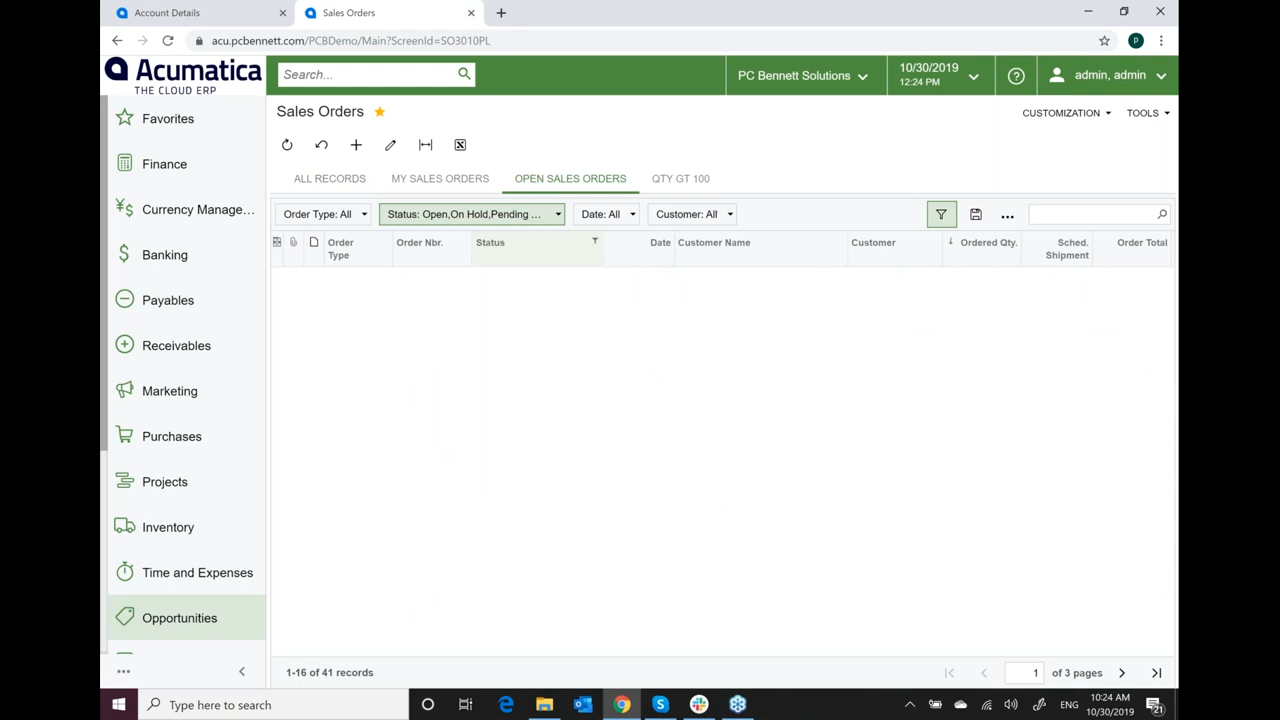 Account Details
Sales Orders
acu.pcbennett.com/PCBDemo/Main?ScreenId=SO3010PL
Acumatica
THE CLOUD ERP
Search...
PC Bennett Solutions
10/30/2019
12:24 PM
admin, admin
Favorites
Finance
Currency Manage...
Banking
Payables
Receivables
Marketing
Purchases
Projects
Inventory
Time and Expenses
Opportunities
Sales Orders
CUSTOMIZATION
TOOLS
ALL RECORDS
MY SALES ORDERS
OPEN SALES ORDERS
QTY GT 100
Order Type: All
Status: Open,On Hold,Pending ...
Date: All
Customer: All
Order
Type
Order Nbr.
Status
Date
Customer Name
Customer
Ordered Qty.
Sched.
Shipment
Order Total
1-16 of 41 records
1
of 3 pages
Type here to search
ENG
10:24 AM
10/30/2019
21